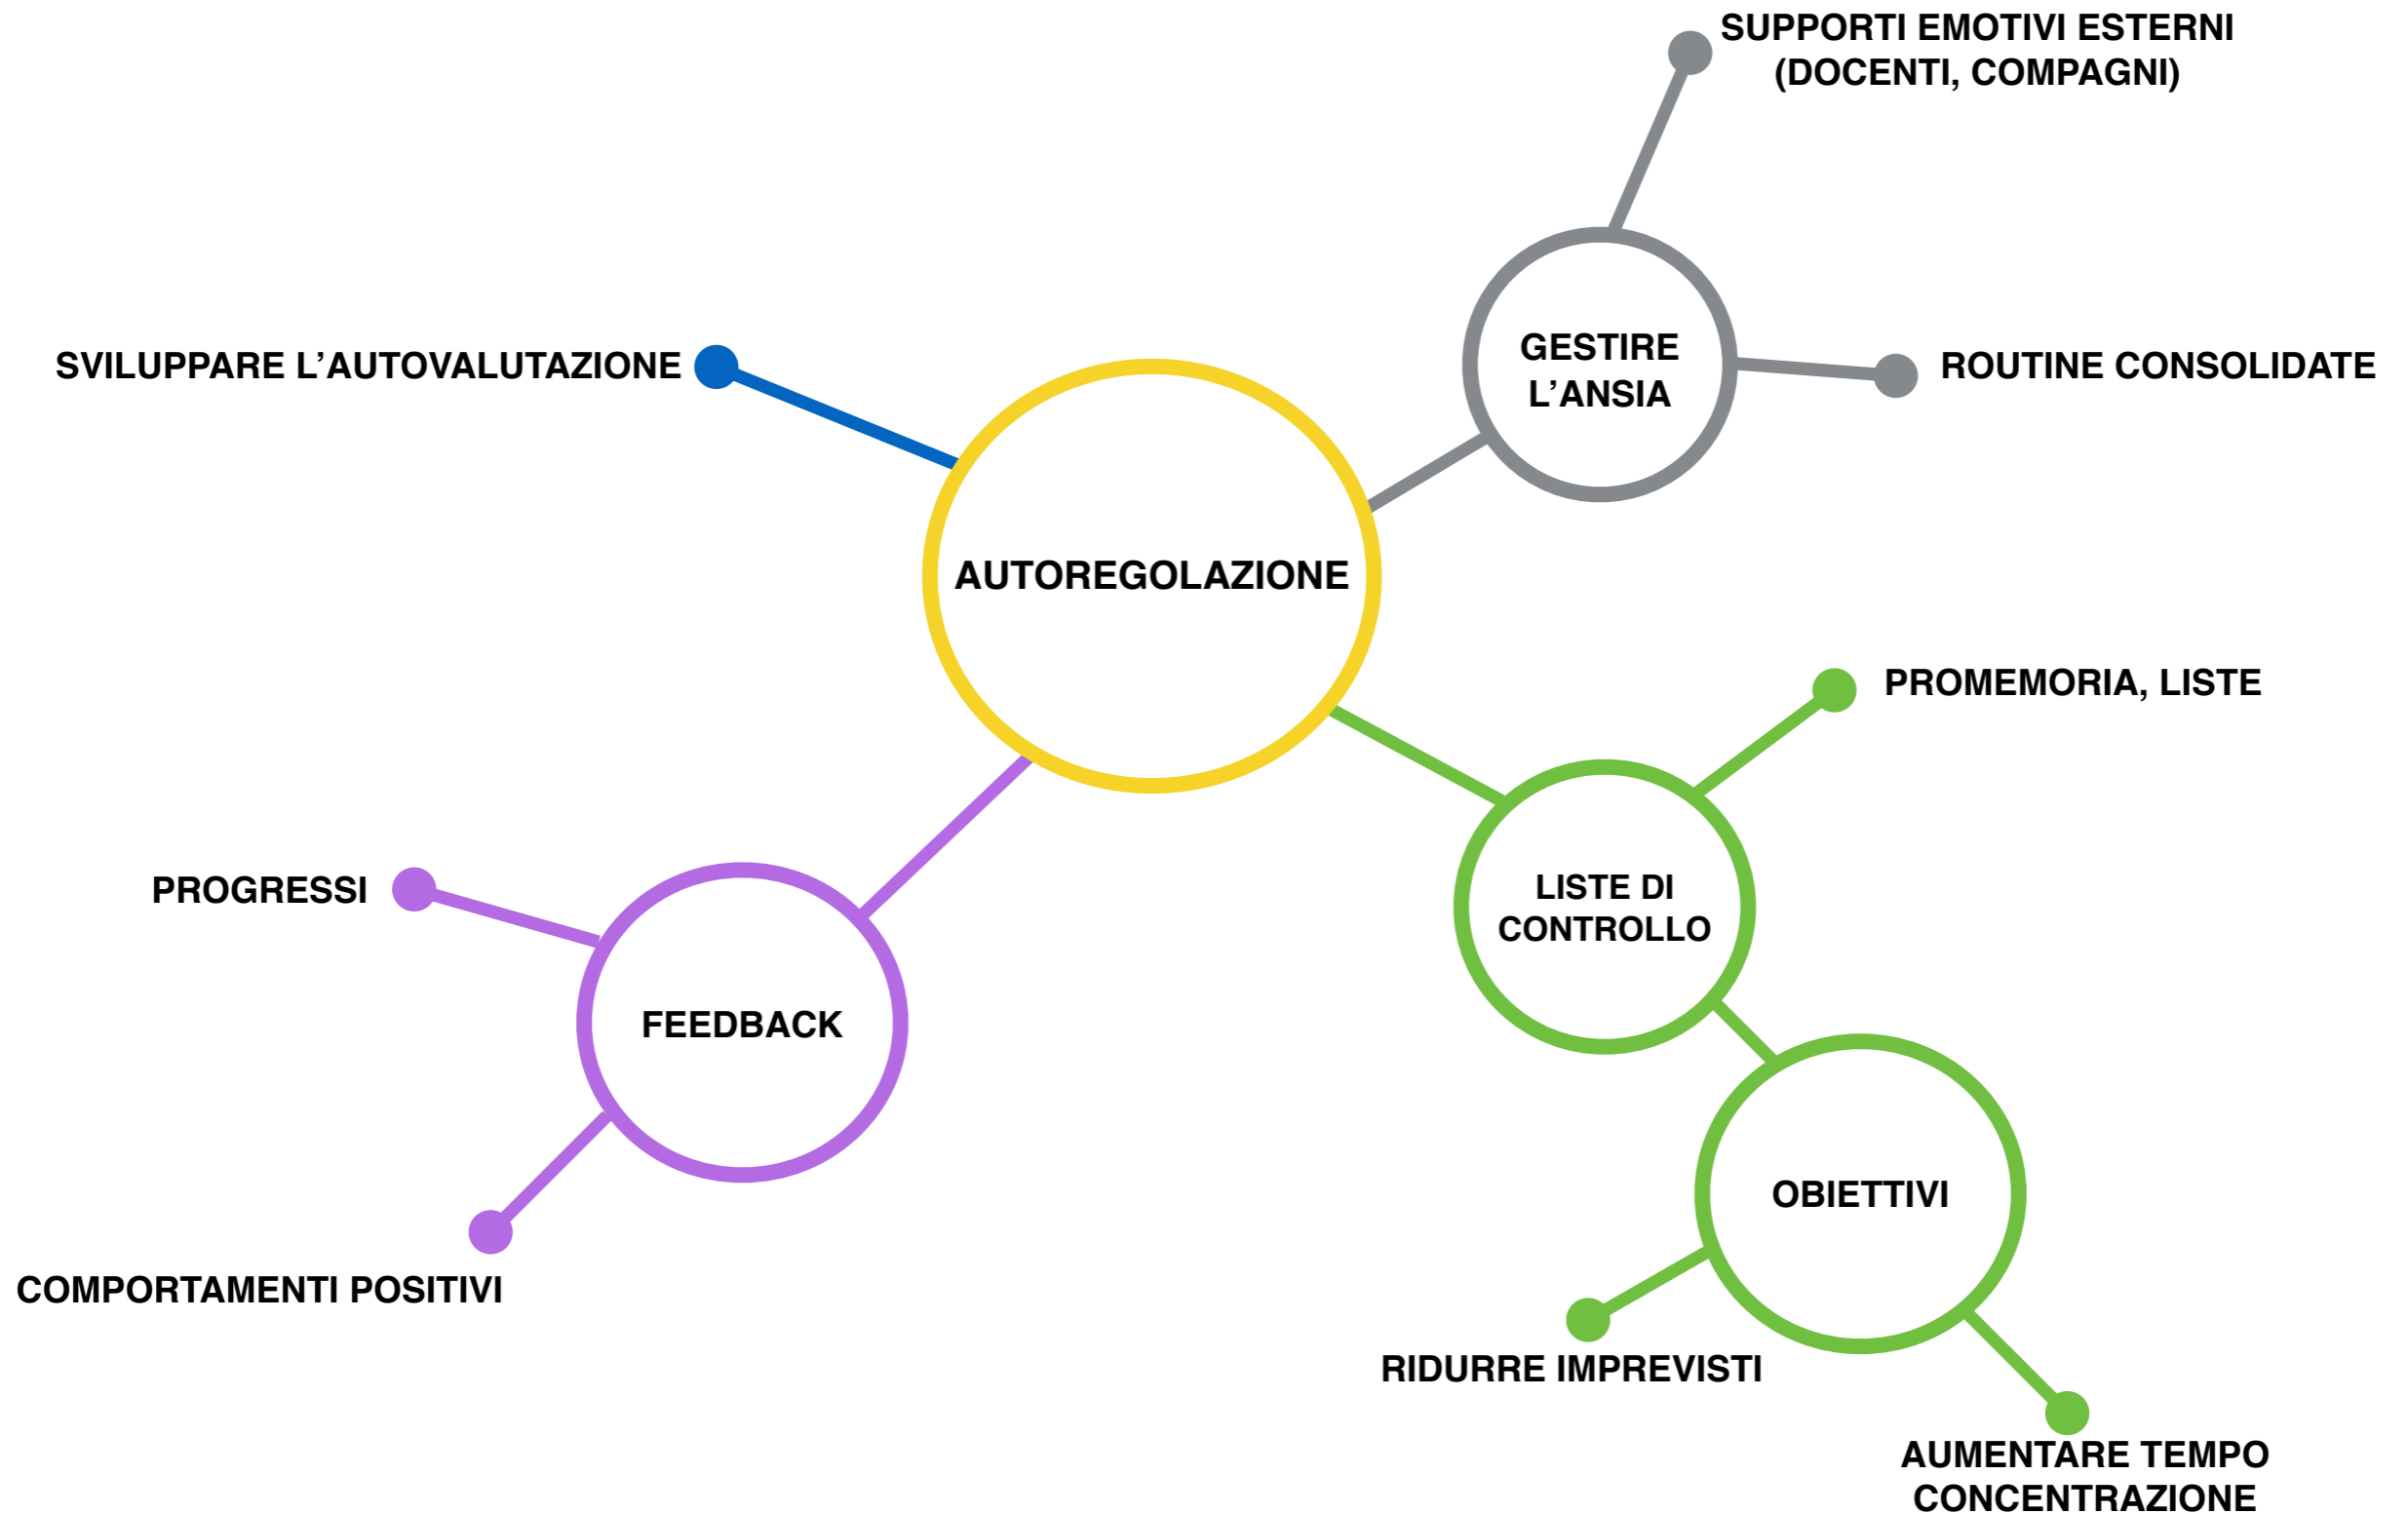 SUPPORTI EMOTIVI ESTERNI
(DOCENTI, COMPAGNI)
GESTIRE
L’ANSIA
ROUTINE CONSOLIDATE
SVILUPPARE L’AUTOVALUTAZIONE
AUTOREGOLAZIONE
PROMEMORIA, LISTE
LISTE DI
CONTROLLO
PROGRESSI
FEEDBACK
COMPORTAMENTI POSITIVI
OBIETTIVI
RIDURRE IMPREVISTI
AUMENTARE TEMPO
CONCENTRAZIONE